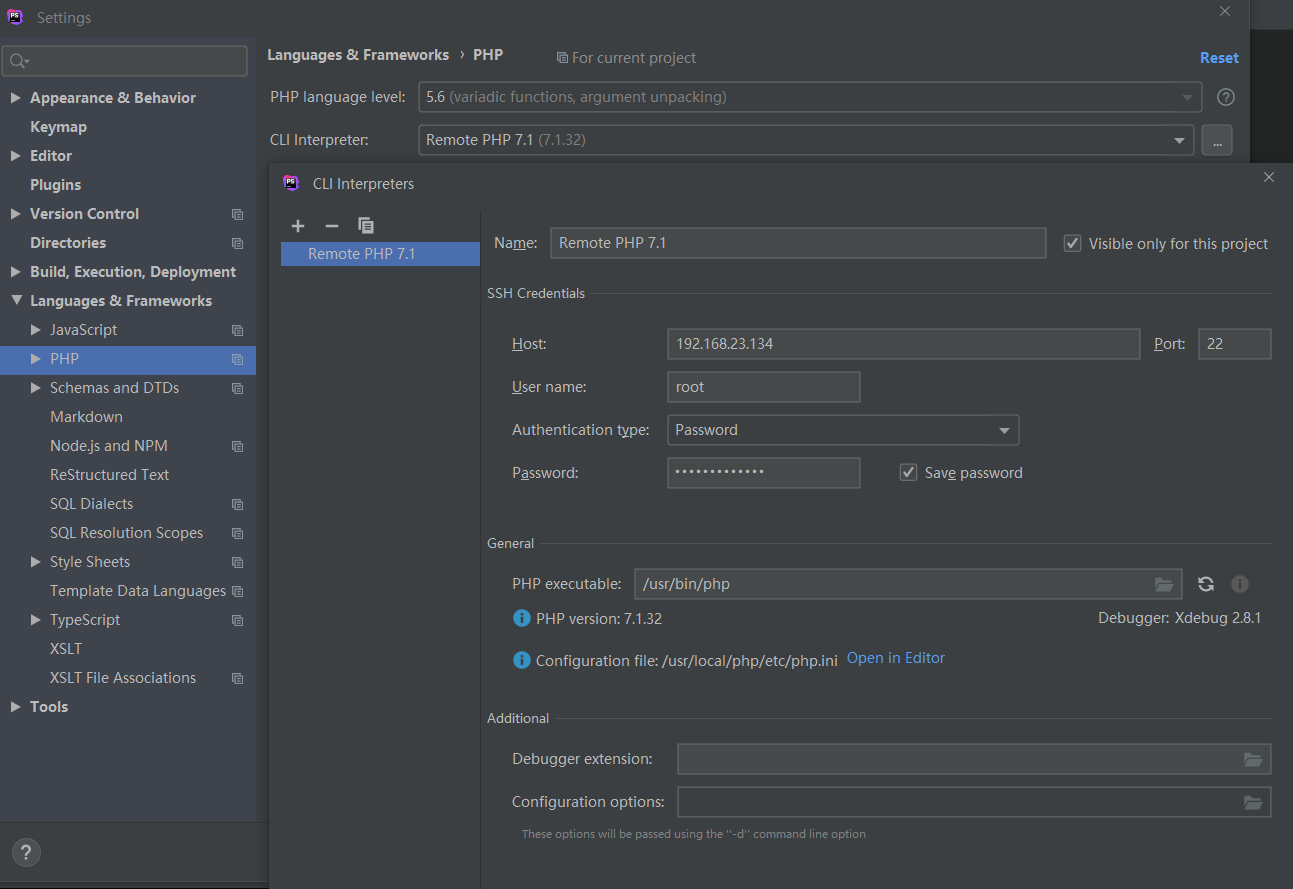 PS Settings
Languages & Frameworks › PHP For current project Reset
Appearance & Behavior
Keymap
Editor
Plugins
Version Control
Directories
Build, Execution, Deployment
Languages & Frameworks
JavaScript
PHP
Schemas and DTDs
Markdown
Node.js and NPM
ReStructured Text
SQL Dialects
SQL Resolution Scopes
Style Sheets
Template Data Languages
TypeScript
XSLT
XSLT File Associations
Tools
?
PHP language level: 5.6 (variadic functions, argument unpacking) ?
CLI Interpreter: Remote PHP 7.1 (7.1.32) ...
PS CLI Interpreters
Remote PHP 7.1
Name: Remote PHP 7.1 Visible only for this project
SSH Credentials
Host: 192.168.23.134 Port: 22
User name: root
Authentication type: Password
Password: ••••••••••••• Save password
General
PHP executable: /usr/bin/php
PHP version: 7.1.32 Debugger: Xdebug 2.8.1
Configuration file: /usr/local/php/etc/php.ini Open in Editor
Additional
Debugger extension:
Configuration options:
These options will be passed using the "-d" command line option